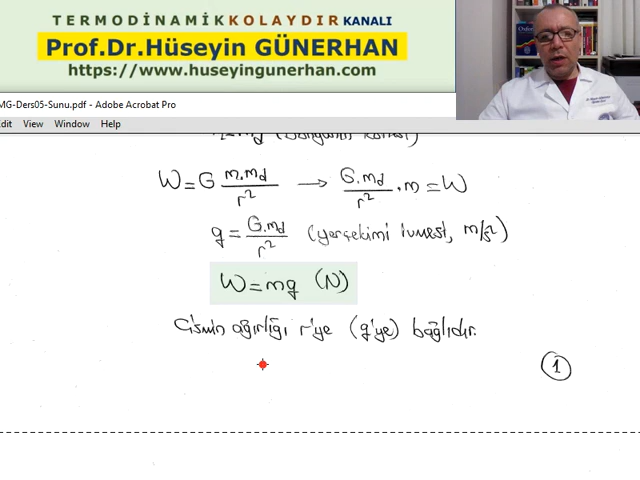 TERMODİNAMİKKOLAYDIR KANALI
Prof.Dr.Hüseyin GÜNERHAN
https://www.huseyingunerhan.com
MG-Ders05-Sunu.pdf - Adobe Acrobat Pro
dit View Window Help
W=G m.md/r² → G.md/r² .m=W
g= G.md/r² (yerçekimi ivmesi, m/s²)
W=mg (N)
Cismin ağırlığı r'ye (g'ye) bağlıdır.
1